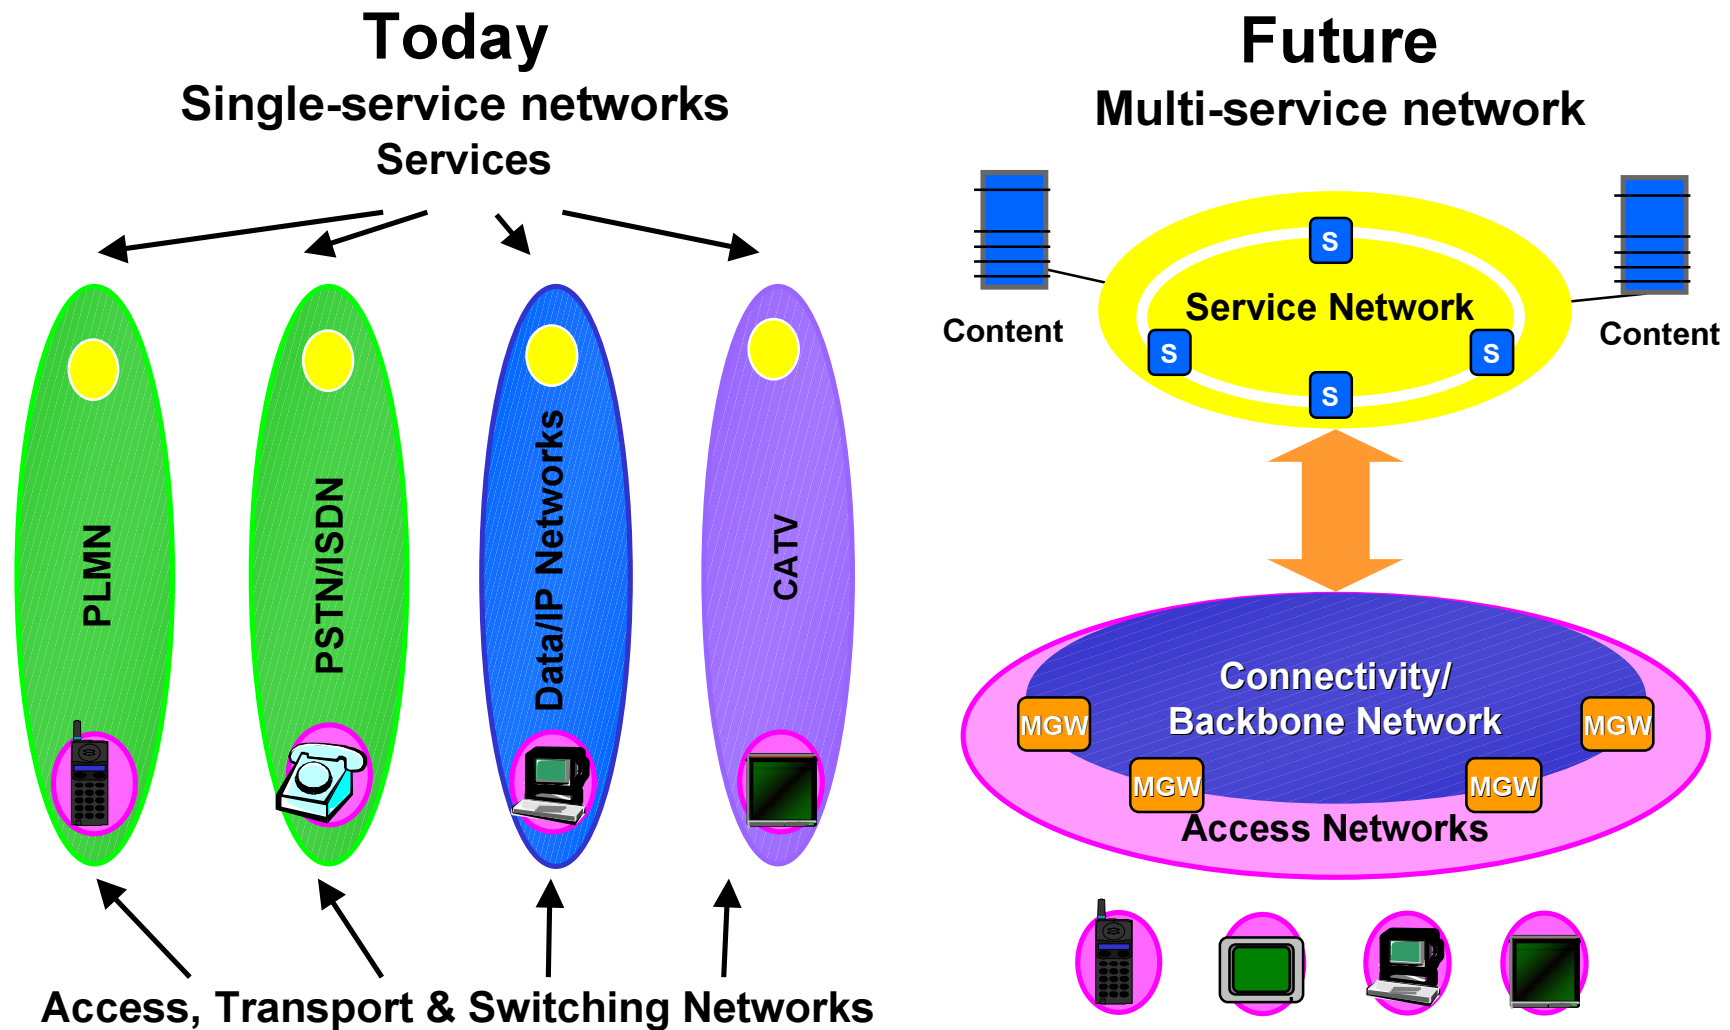 Today
Single-service networks
Services
PLMN
PSTN/ISDN
Data/IP Networks
CATV
Access, Transport & Switching Networks
Future
Multi-service network
Content
Content
S
Service Network
S
S
S
Connectivity/
Backbone Network
MGW
MGW
MGW
MGW
Access Networks